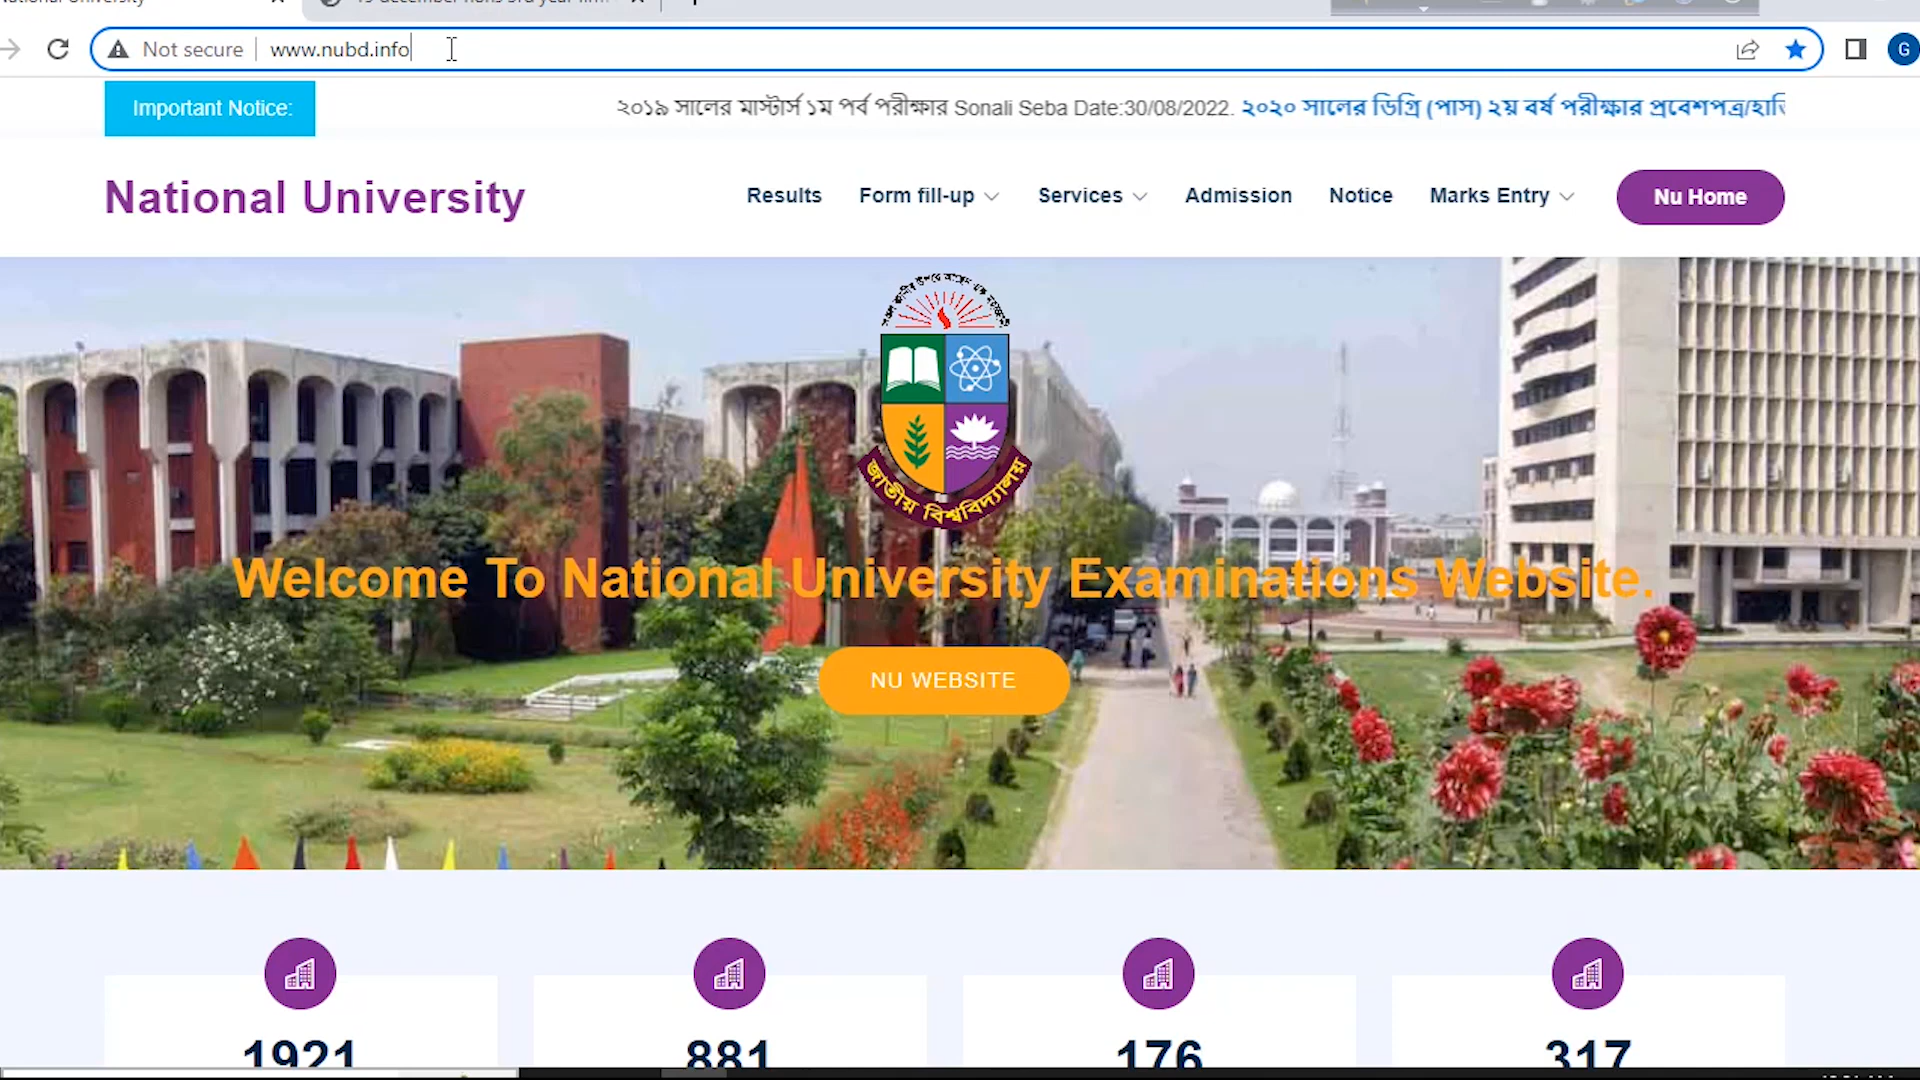 National University
Not secure
www.nubd.info
G
Important Notice:
২০১৯ সালের মাস্টার্স ১ম পর্ব পরীক্ষার Sonali Seba Date:30/08/2022. ২০২০ সালের ডিগ্রি (পাস) ২য় বর্ষ পরীক্ষার প্রবেশপত্র/হাজি
National University
Results
Form fill-up
Services
Admission
Notice
Marks Entry
Nu Home
জাতীয় বিশ্ববিদ্যালয়
Welcome To National University Examinations Website.
NU WEBSITE
1921
881
176
317